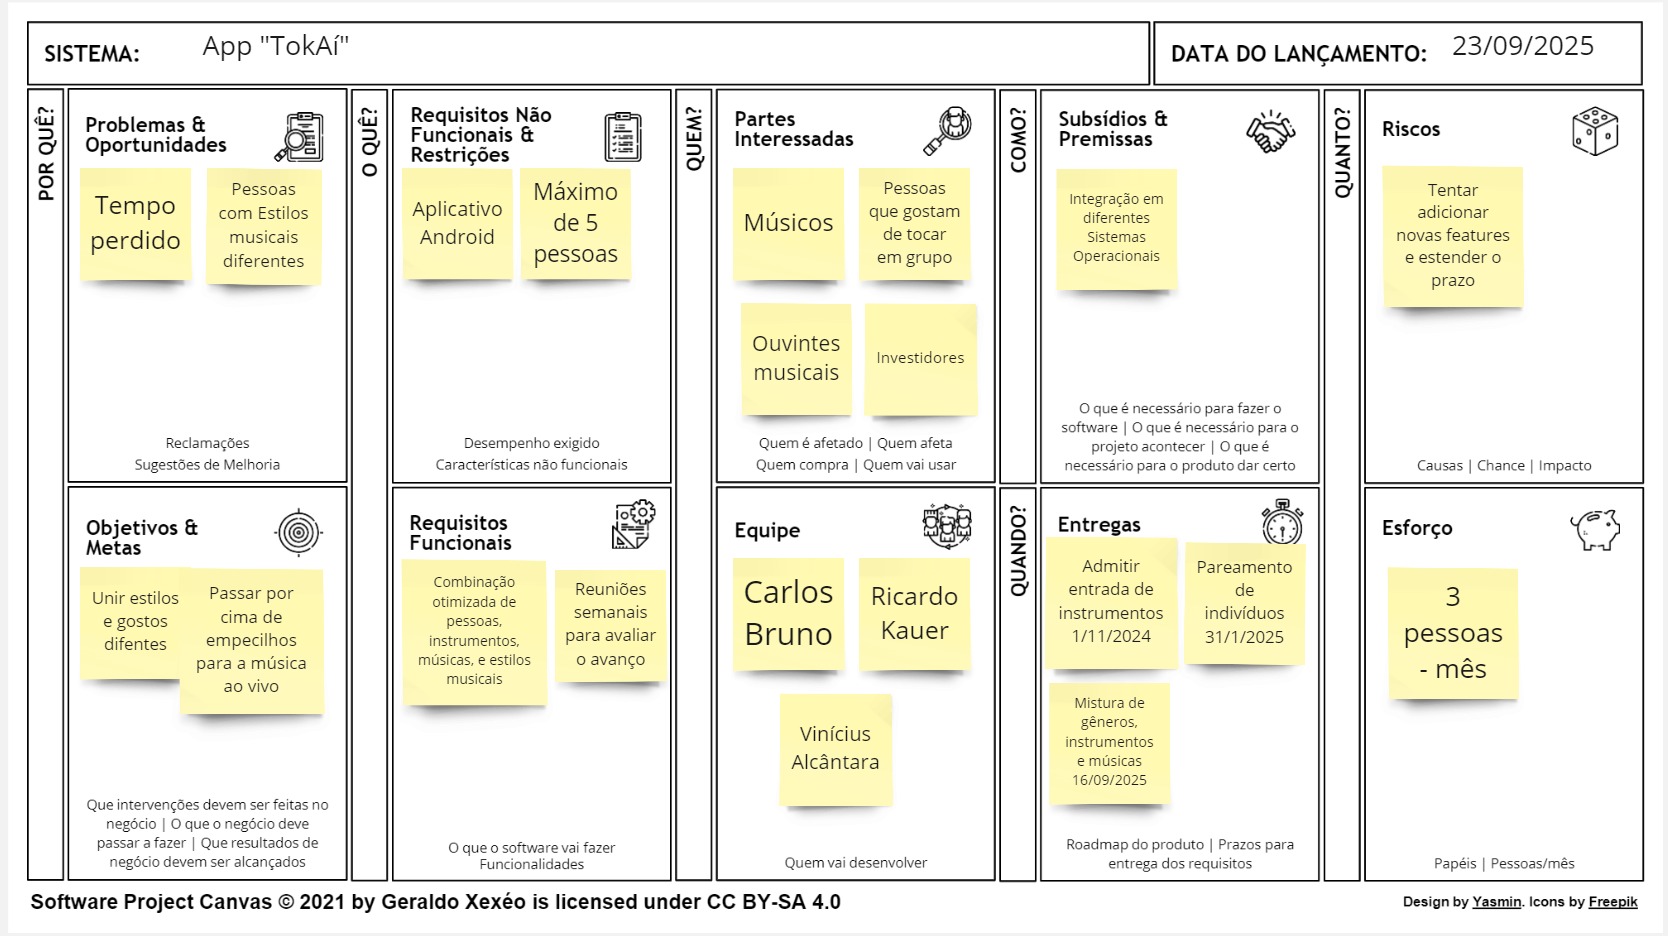 SISTEMA:
App "TokAí"
DATA DO LANÇAMENTO:
23/09/2025
POR QUÊ?
Problemas &
Oportunidades
Tempo
perdido
Pessoas
com Estilos
musicais
diferentes
Reclamações
Sugestões de Melhoria
Objetivos &
Metas
Unir estilos
e gostos
difentes
Passar por
cima de
empecilhos
para a música
ao vivo
Que intervenções devem ser feitas no
negócio | O que o negócio deve
passar a fazer | Que resultados de
negócio devem ser alcançados
O QUÊ?
Requisitos Não
Funcionais &
Restrições
Aplicativo
Android
Máximo
de 5
pessoas
Desempenho exigido
Características não funcionais
Requisitos
Funcionais
Combinação
otimizada de
pessoas,
instrumentos,
músicas, e estilos
musicais
Reuniões
semanais
para avaliar
o avanço
O que o software vai fazer
Funcionalidades
QUEM?
Partes
Interessadas
Músicos
Pessoas
que gostam
de tocar
em grupo
Ouvintes
musicais
Investidores
Quem é afetado | Quem afeta
Quem compra | Quem vai usar
Equipe
Carlos
Bruno
Ricardo
Kauer
Vinícius
Alcântara
Quem vai desenvolver
COMO?
Subsídios &
Premissas
Integração em
diferentes
Sistemas
Operacionais
O que é necessário para fazer o
software | O que é necessário para o
projeto acontecer | O que é
necessário para o produto dar certo
QUANDO?
Entregas
Admitir
entrada de
instrumentos
1/11/2024
Pareamento
de
indivíduos
31/1/2025
Mistura de
gêneros,
instrumentos
e músicas
16/09/2025
Roadmap do produto | Prazos para
entrega dos requisitos
QUANTO?
Riscos
Tentar
adicionar
novas features
e estender o
prazo
Causas | Chance | Impacto
Esforço
3
pessoas
- mês
Papéis | Pessoas/mês
Software Project Canvas © 2021 by Geraldo Xexéo is licensed under CC BY-SA 4.0
Design by Yasmin. Icons by Freepik